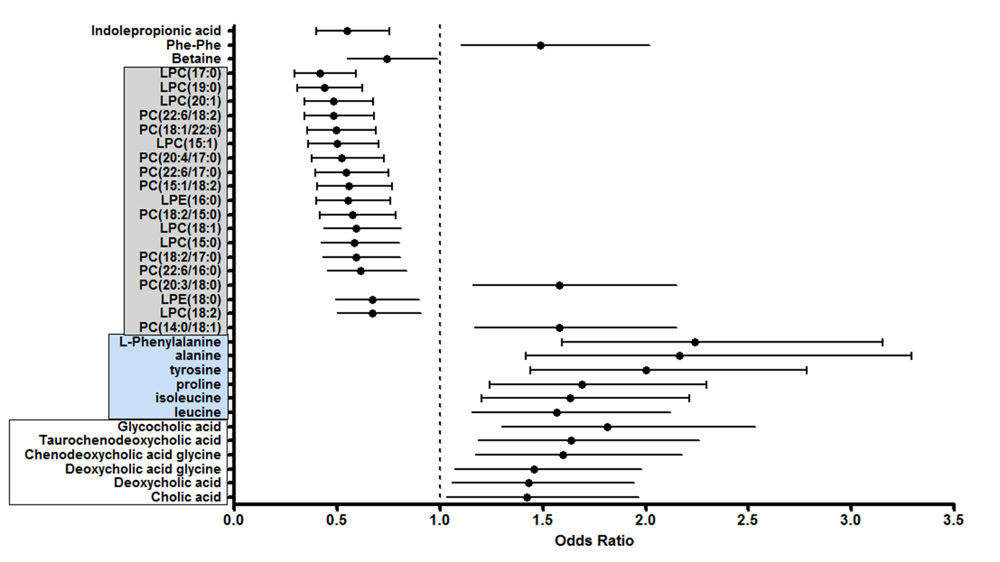 Indolepropionic acid
Phe-Phe
Betaine
LPC(17:0)
LPC(19:0)
LPC(20:1)
PC(22:6/18:2)
PC(18:1/22:6)
LPC(15:1)
PC(20:4/17:0)
PC(22:6/17:0)
PC(15:1/18:2)
LPE(16:0)
PC(18:2/15:0)
LPC(18:1)
LPC(15:0)
PC(18:2/17:0)
PC(22:6/16:0)
PC(20:3/18:0)
LPE(18:0)
LPC(18:2)
PC(14:0/18:1)
L-Phenylalanine
alanine
tyrosine
proline
isoleucine
leucine
Glycocholic acid
Taurochenodeoxycholic acid
Chenodeoxycholic acid glycine
Deoxycholic acid glycine
Deoxycholic acid
Cholic acid
0.0 0.5 1.0 1.5 2.0 2.5 3.0 3.5
Odds Ratio